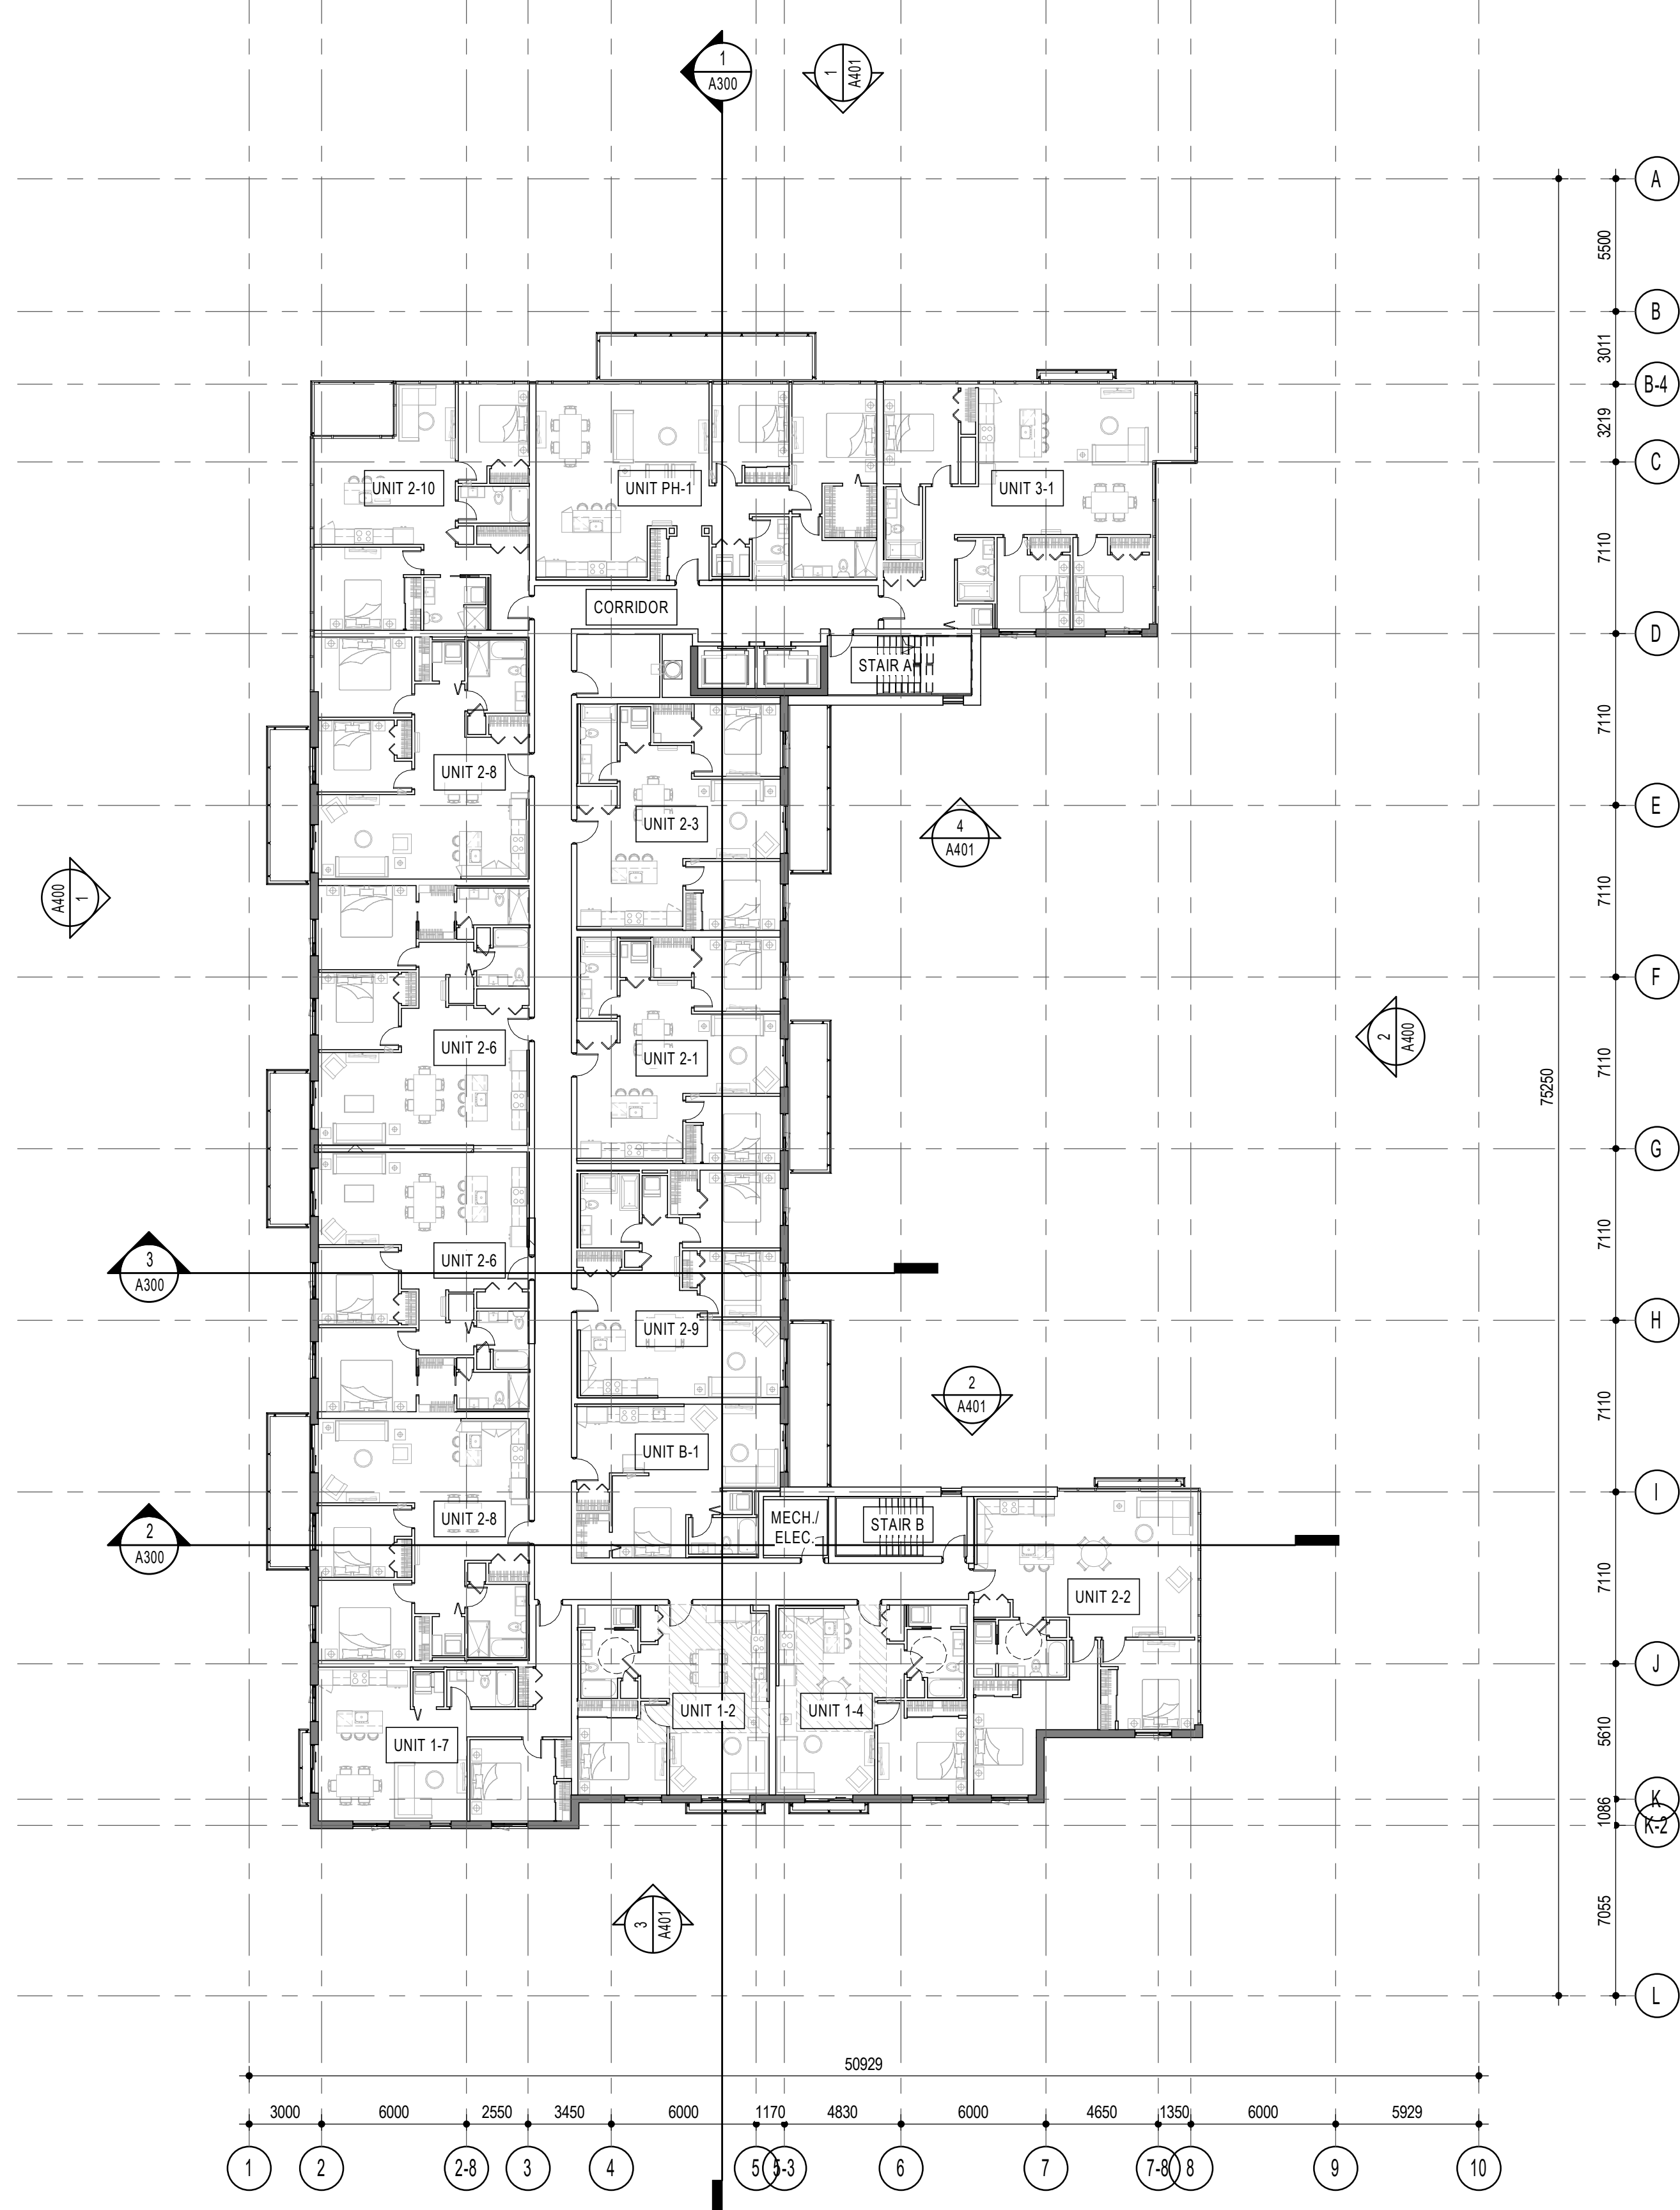 1
A300
1
A401
A
5500
B
3011
B-4
3219
C
UNIT 2-10
UNIT PH-1
UNIT 3-1
7110
CORRIDOR
D
STAIR A
7110
UNIT 2-8
UNIT 2-3
E
4
A401
1
A400
7110
F
2
A400
UNIT 2-6
UNIT 2-1
7110
75250
G
7110
UNIT 2-6
3
A300
UNIT 2-9
H
2
A401
7110
UNIT B-1
I
UNIT 2-8
MECH./
ELEC.
STAIR B
2
A300
7110
UNIT 2-2
J
UNIT 1-2
UNIT 1-4
UNIT 1-7
5610
K
1086
K-2
3
A401
7055
L
50929
3000
6000
2550
3450
6000
1170
4830
6000
4650
1350
6000
5929
1
2
2-8
3
4
5
5-3
6
7
7-8
8
9
10